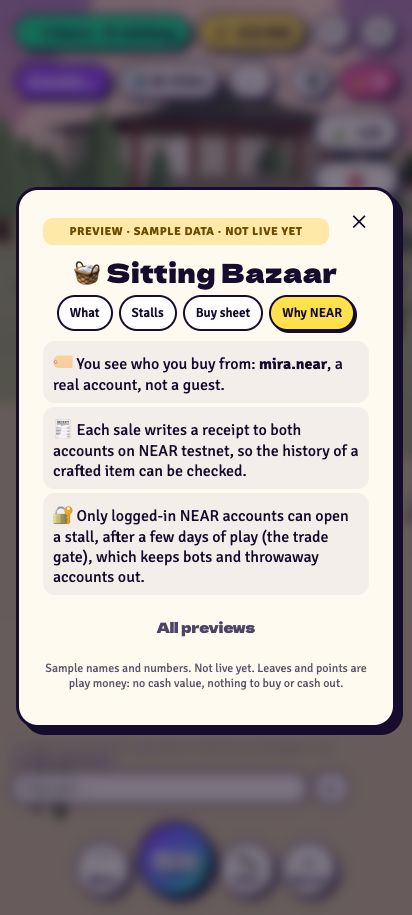 PREVIEW · SAMPLE DATA · NOT LIVE YET
Sitting Bazaar
What
Stalls
Buy sheet
Why NEAR
You see who you buy from: mira.near, a
real account, not a guest.
Each sale writes a receipt to both
accounts on NEAR testnet, so the history of a
crafted item can be checked.
Only logged-in NEAR accounts can open
a stall, after a few days of play (the trade
gate), which keeps bots and throwaway
accounts out.
All previews
Sample names and numbers. Not live yet. Leaves and points are
play money: no cash value, nothing to buy or cash out.